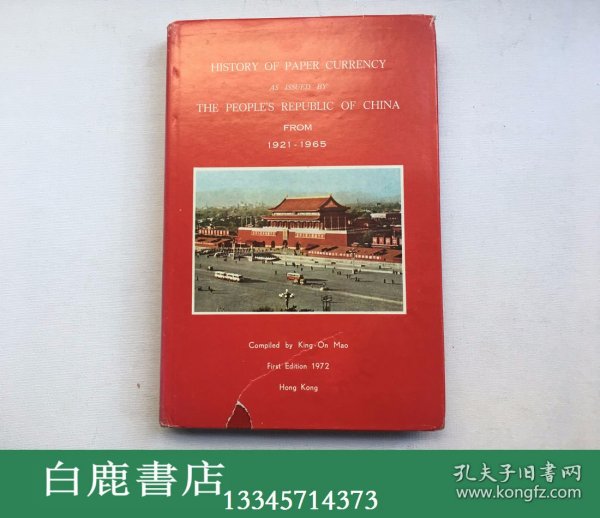 HISTORY OF PAPER CURRENCY
AS ISSUED BY
THE PEOPLE'S REPUBLIC OF CHINA
FROM
1921-1965
Compiled by King-On Mao
First Edition 1972
Hong Kong
白鹿書店
13345714373
孔夫子旧书网
www.kongfz.com